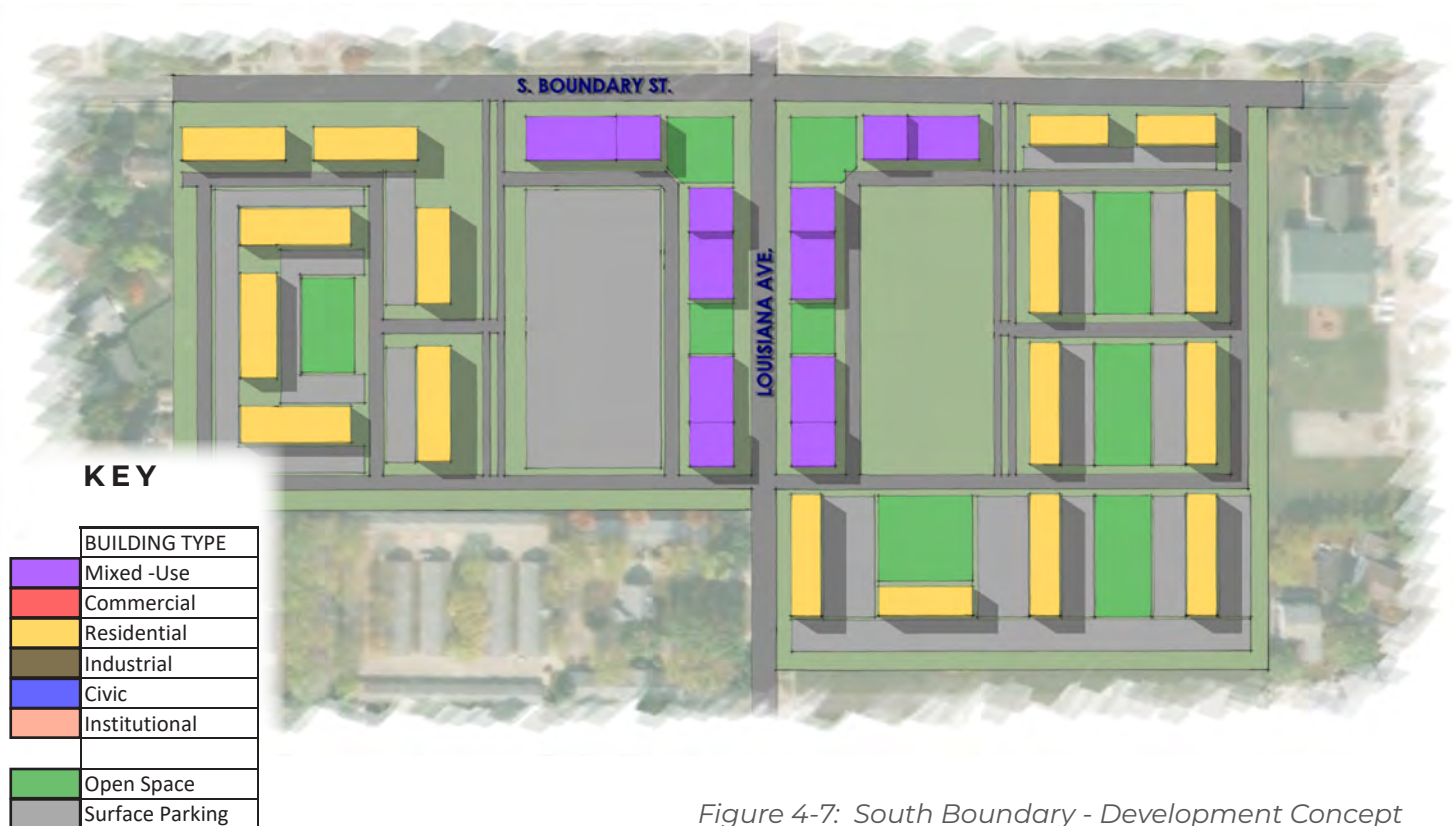 S. BOUNDARY ST.
LOUISIANA AVE.
KEY
BUILDING TYPE
Mixed -Use
Commercial
Residential
Industrial
Civic
Institutional
Open Space
Surface Parking
Figure 4-7: South Boundary - Development Concept